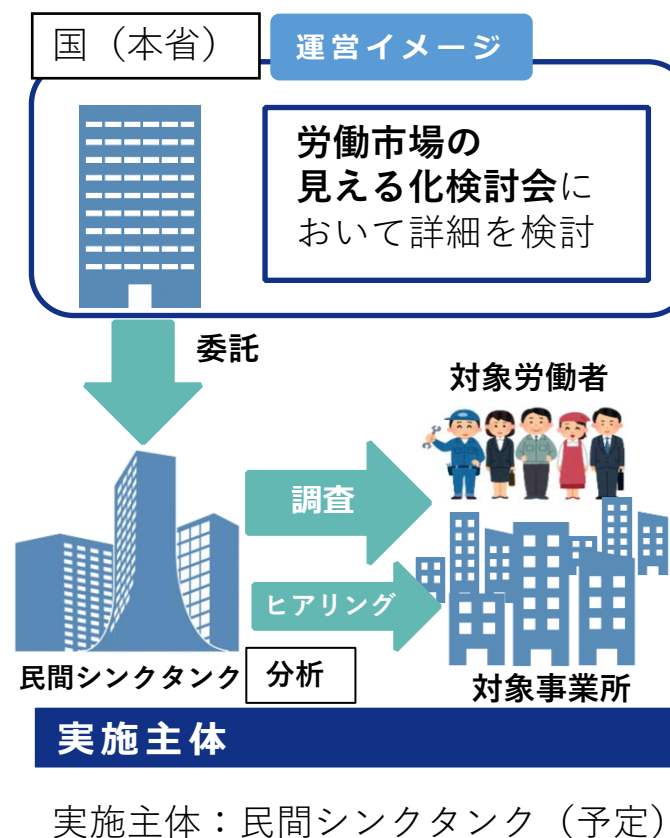 国（本省）
運営イメージ
労働市場の
見える化検討会に
おいて詳細を検討
委託
対象労働者
調査
ヒアリング
民間シンクタンク
分析
対象事業所
実施主体
実施主体：民間シンクタンク（予定）